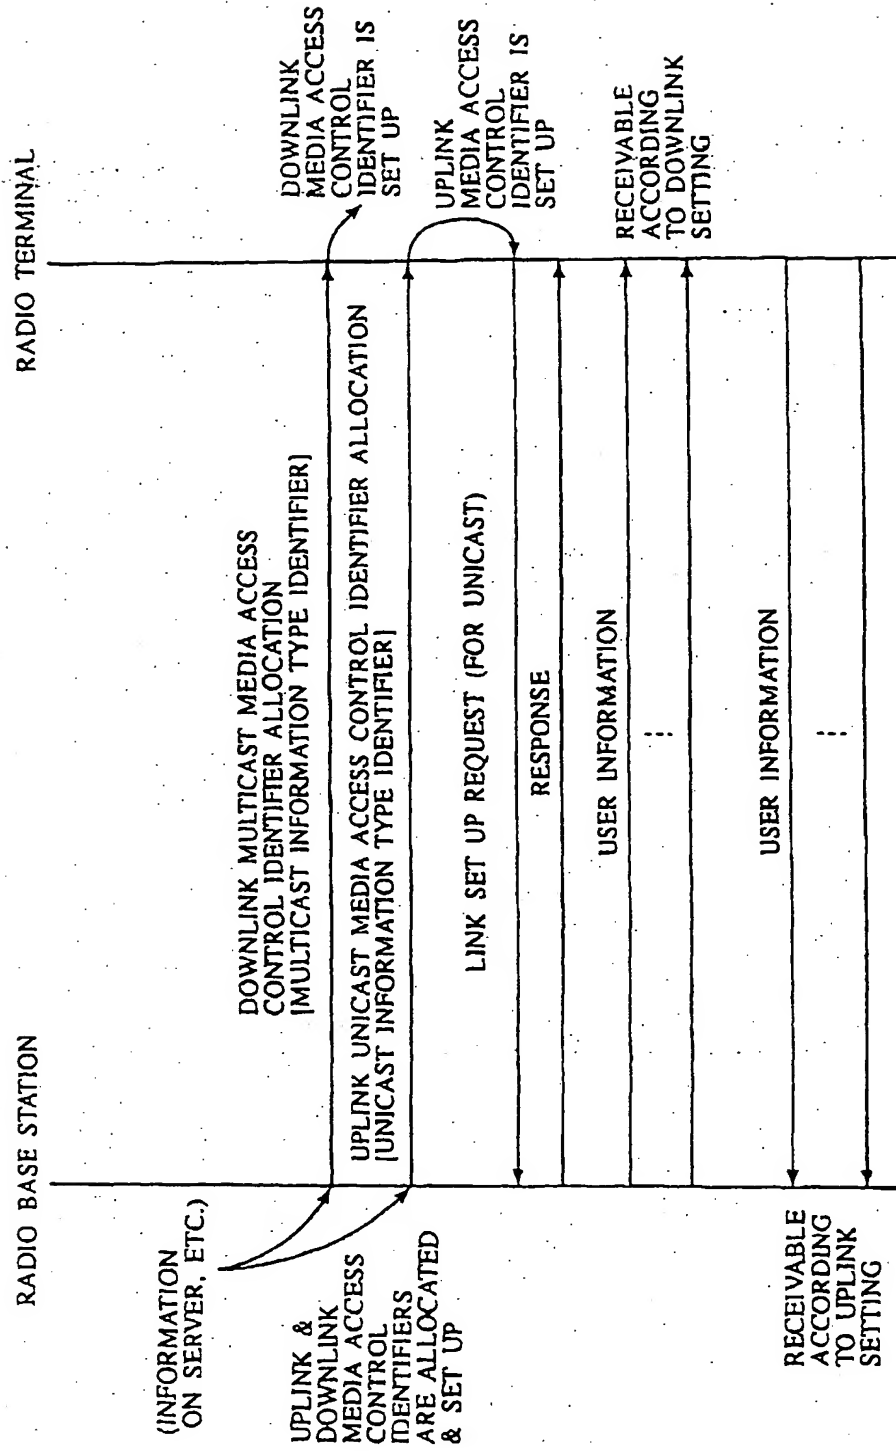 RADIO BASE STATION
RADIO TERMINAL
(INFORMATION
ON SERVER, ETC.)
UPLINK &
DOWNLINK
MEDIA ACCESS
CONTROL
IDENTIFIERS
ARE ALLOCATED
& SET UP
DOWNLINK MULTICAST MEDIA ACCESS
CONTROL IDENTIFIER ALLOCATION
[MULTICAST INFORMATION TYPE IDENTIFIER]
DOWNLINK
MEDIA ACCESS
CONTROL
IDENTIFIER IS
SET UP
UPLINK UNICAST MEDIA ACCESS CONTROL IDENTIFIER ALLOCATION
[UNICAST INFORMATION TYPE IDENTIFIER]
UPLINK
MEDIA ACCESS
CONTROL
IDENTIFIER IS
SET UP
LINK SET UP REQUEST (FOR UNICAST)
RESPONSE
USER INFORMATION
RECEIVABLE
ACCORDING
TO DOWNLINK
SETTING
USER INFORMATION
RECEIVABLE
ACCORDING
TO UPLINK
SETTING